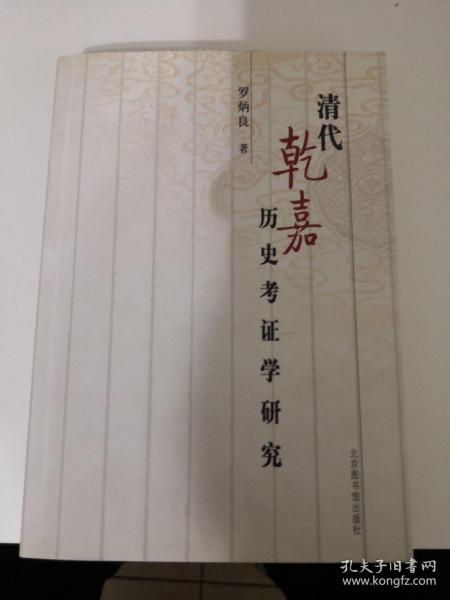 清代
乾嘉
历史考证学研究
罗炳良 著
北京图书馆出版社
孔夫子旧书网
www.kongfz.com